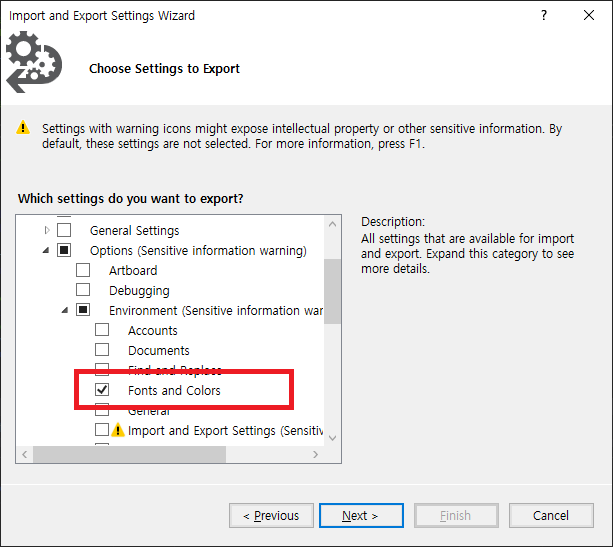 Import and Export Settings Wizard
?
Choose Settings to Export
Settings with warning icons might expose intellectual property or other sensitive information. By
default, these settings are not selected. For more information, press F1.
Which settings do you want to export?
General Settings
Options (Sensitive information warning)
Artboard
Debugging
Environment (Sensitive information war
Accounts
Documents
Find and Replace
Fonts and Colors
General
Import and Export Settings (Sensitiv
Description:
All settings that are available for import
and export. Expand this category to see
more details.
< Previous
Next >
Finish
Cancel